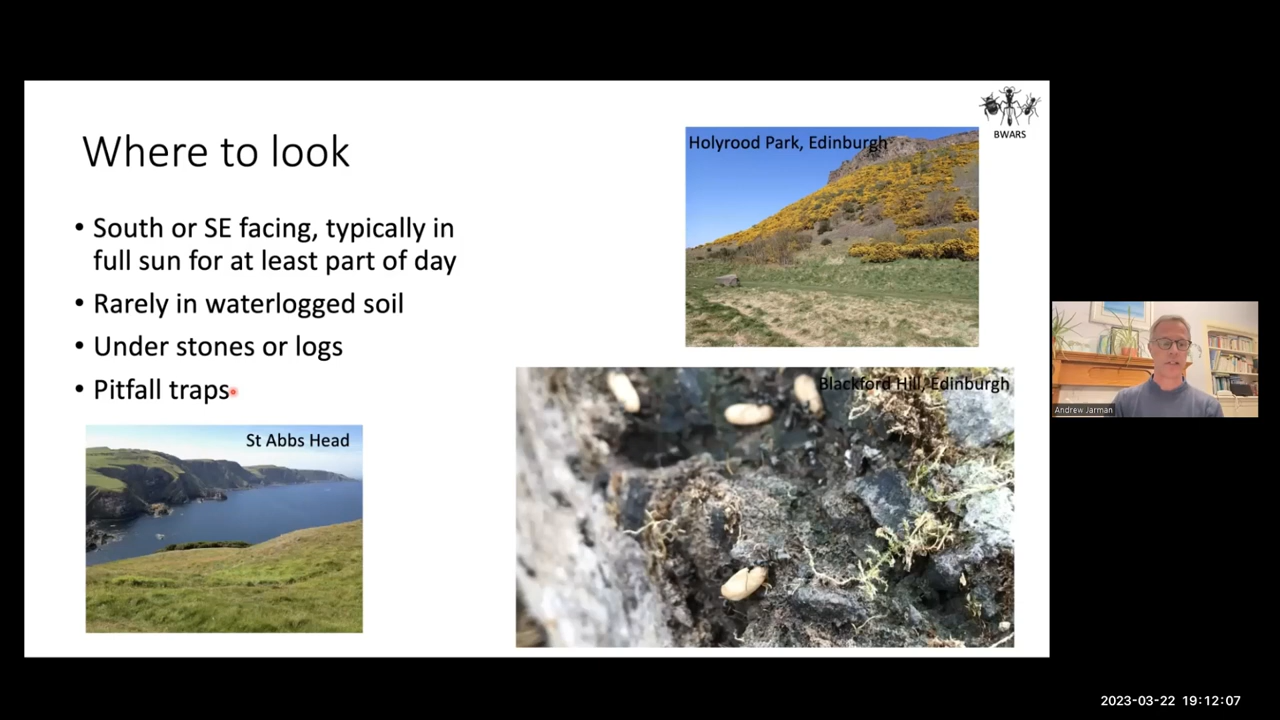 BWARS
Where to look
• South or SE facing, typically in
full sun for at least part of day
• Rarely in waterlogged soil
• Under stones or logs
• Pitfall traps
Holyrood Park, Edinburgh
Blackford Hill, Edinburgh
St Abbs Head
Andrew Jarman
2023-03-22 19:12:07